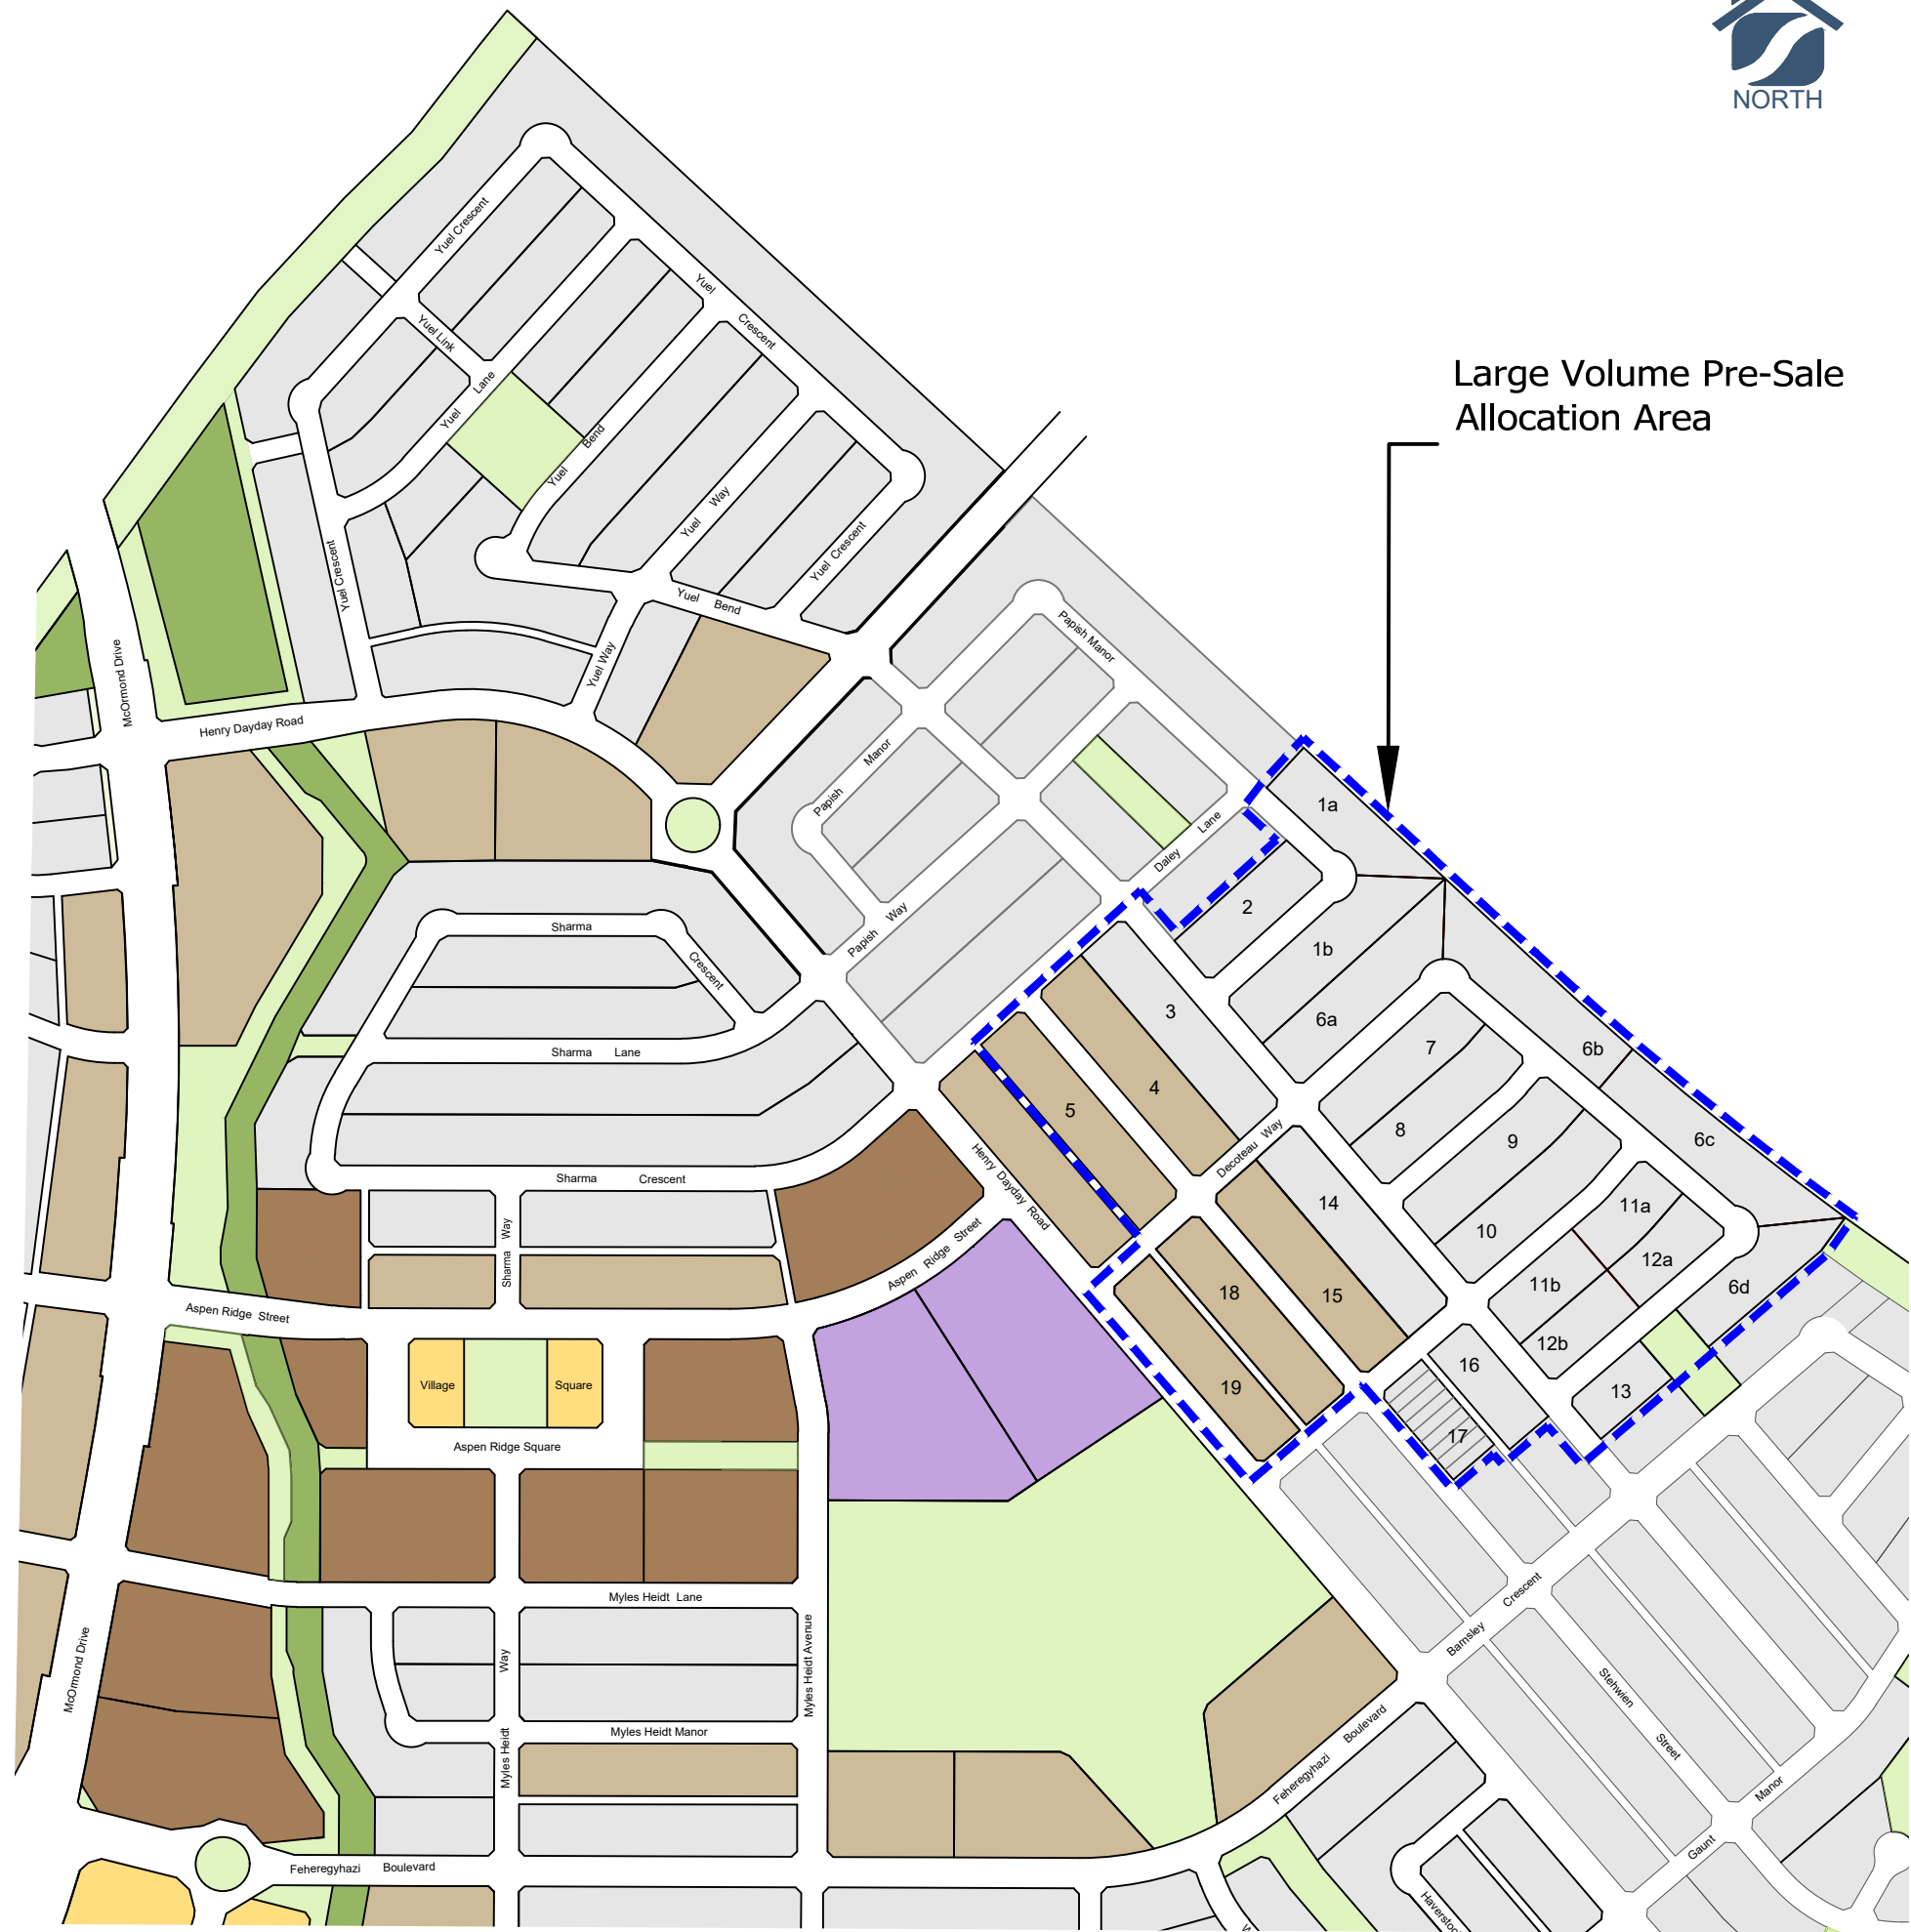 NORTH
Large Volume Pre-Sale
Allocation Area
Yuel Crescent
Yuel
Crescent
Yuel Link
Yuel Lane
Yuel Bend
Yuel Way
Yuel Crescent
Yuel Crescent
Yuel Bend
Yuel Way
Papish Manor
McOrmond Drive
Henry Dayday Road
Papish Manor
Daley Lane
Papish Way
1a
2
1b
6a
3
4
5
7
8
6b
6c
9
10
11a
12a
11b
12b
6d
13
14
15
16
17
18
19
Decoteau Way
Henry Dayday Road
Sharma
Crescent
Sharma Lane
Sharma Crescent
Sharma Way
Aspen Ridge Street
Aspen Ridge Street
Village
Square
Aspen Ridge Square
Myles Heidt Lane
Myles Heidt Avenue
Myles Heidt Way
Myles Heidt Manor
McOrmond Drive
Feheregyhazi Boulevard
Feheregyhazi Boulevard
Barnsley Crescent
Stehwien
Street
Gaunt Manor